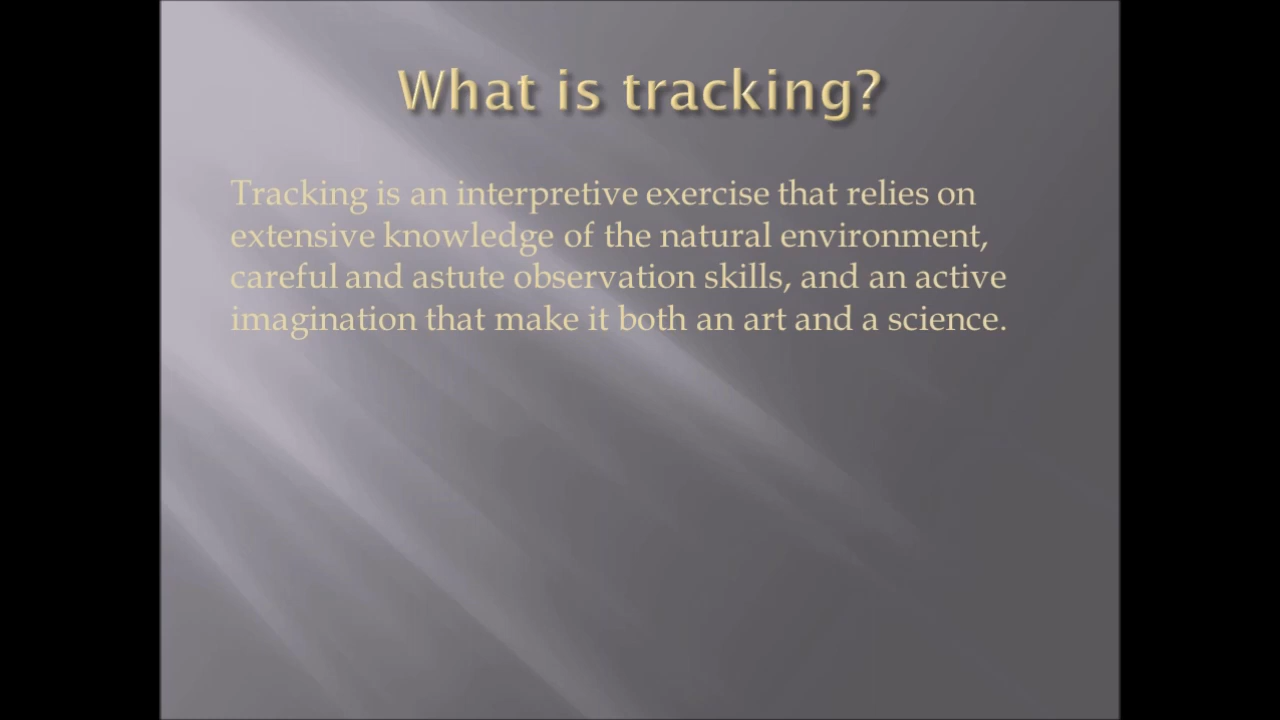 What is tracking?
Tracking is an interpretive exercise that relies on
extensive knowledge of the natural environment,
careful and astute observation skills, and an active
imagination that make it both an art and a science.